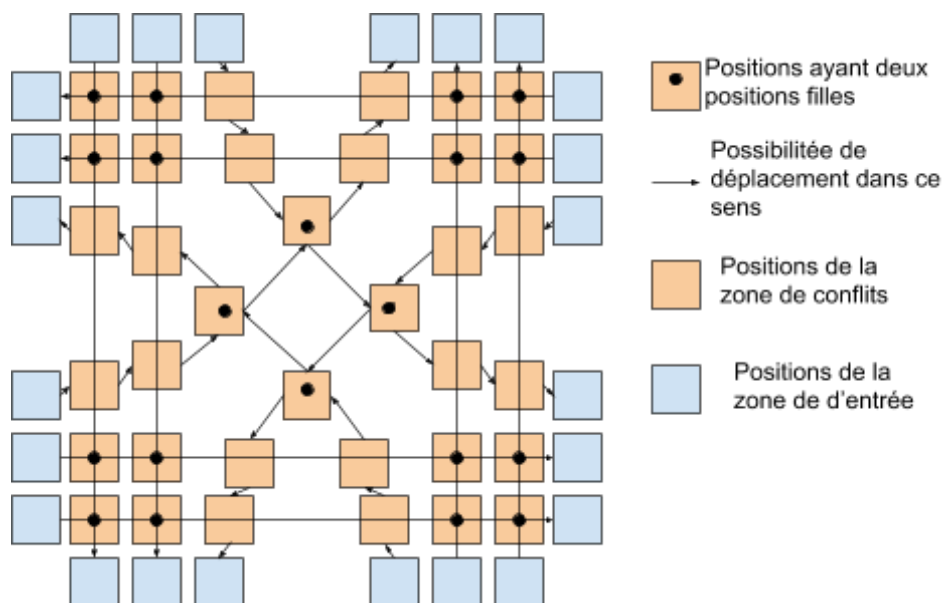 Positions ayant deux
positions filles
Possibilitée de
déplacement dans ce
sens
Positions de la
zone de conflits
Positions de la
zone de d'entrée